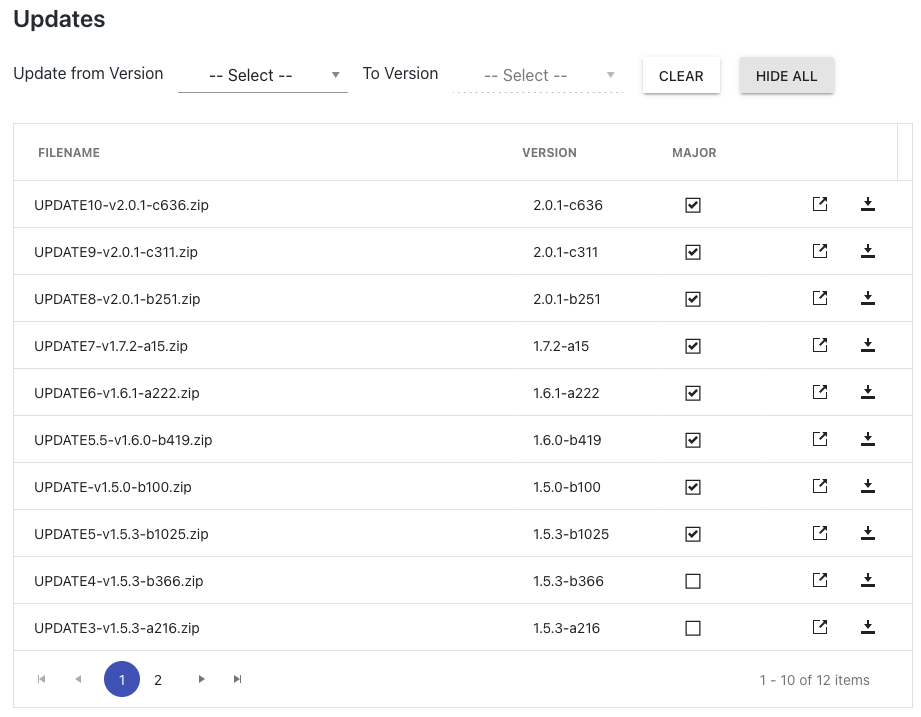 Updates
Update from Version -- Select -- To Version -- Select -- CLEAR HIDE ALL
FILENAME VERSION MAJOR
UPDATE10-v2.0.1-c636.zip 2.0.1-c636
UPDATE9-v2.0.1-c311.zip 2.0.1-c311
UPDATE8-v2.0.1-b251.zip 2.0.1-b251
UPDATE7-v1.7.2-a15.zip 1.7.2-a15
UPDATE6-v1.6.1-a222.zip 1.6.1-a222
UPDATE5.5-v1.6.0-b419.zip 1.6.0-b419
UPDATE-v1.5.0-b100.zip 1.5.0-b100
UPDATE5-v1.5.3-b1025.zip 1.5.3-b1025
UPDATE4-v1.5.3-b366.zip 1.5.3-b366
UPDATE3-v1.5.3-a216.zip 1.5.3-a216
1 2 1 - 10 of 12 items